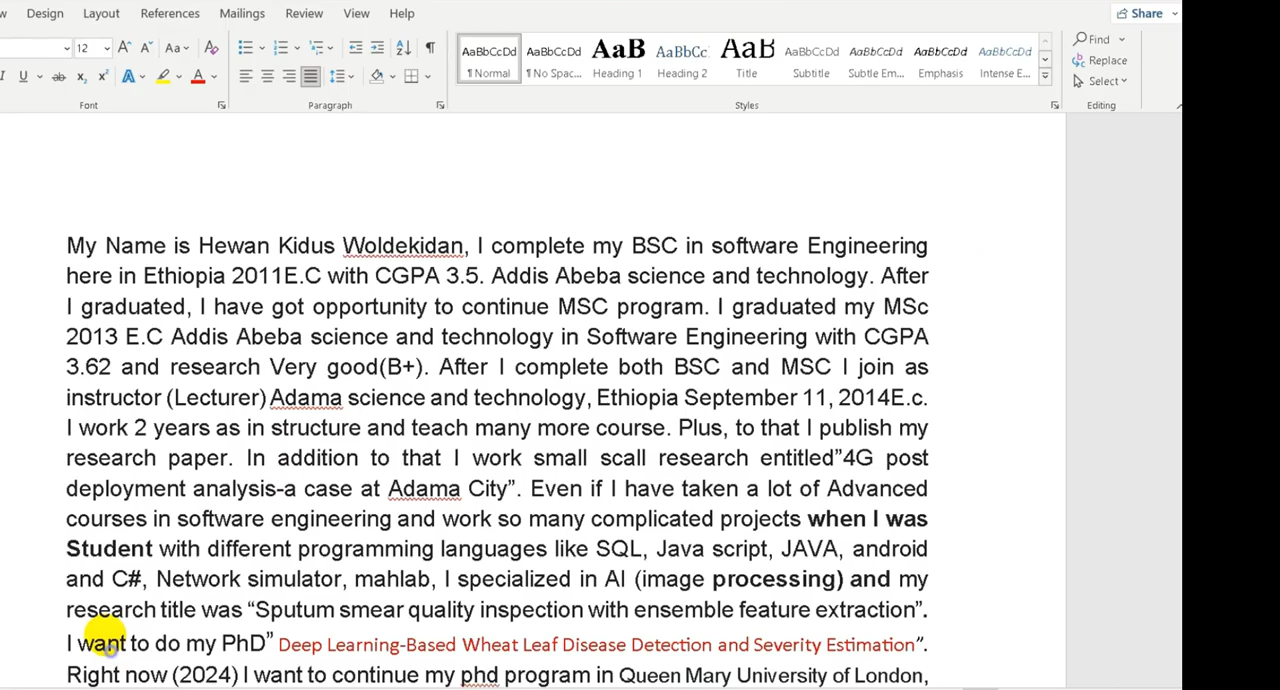 Design Layout References Mailings Review View Help Share
12 Aa Find
AaBbCcDd AaBbCcDd AaB AaBbCc AaB AaBbCcDd AaBbCcDd AaBbCcDd AaBbCcDd Replace
¶ Normal ¶ No Spac... Heading 1 Heading 2 Title Subtitle Subtle Em... Emphasis Intense E... Select
Font Paragraph Styles Editing
My Name is Hewan Kidus Woldekidan, I complete my BSC in software Engineering
here in Ethiopia 2011E.C with CGPA 3.5. Addis Abeba science and technology. After
I graduated, I have got opportunity to continue MSC program. I graduated my MSc
2013 E.C Addis Abeba science and technology in Software Engineering with CGPA
3.62 and research Very good(B+). After I complete both BSC and MSC I join as
instructor (Lecturer) Adama science and technology, Ethiopia September 11, 2014E.c.
I work 2 years as in structure and teach many more course. Plus, to that I publish my
research paper. In addition to that I work small scall research entitled”4G post
deployment analysis-a case at Adama City”. Even if I have taken a lot of Advanced
courses in software engineering and work so many complicated projects when I was
Student with different programming languages like SQL, Java script, JAVA, android
and C#, Network simulator, mahlab, I specialized in AI (image processing) and my
research title was “Sputum smear quality inspection with ensemble feature extraction”.
I want to do my PhD” Deep Learning-Based Wheat Leaf Disease Detection and Severity Estimation”.
Right now (2024) I want to continue my phd program in Queen Mary University of London,